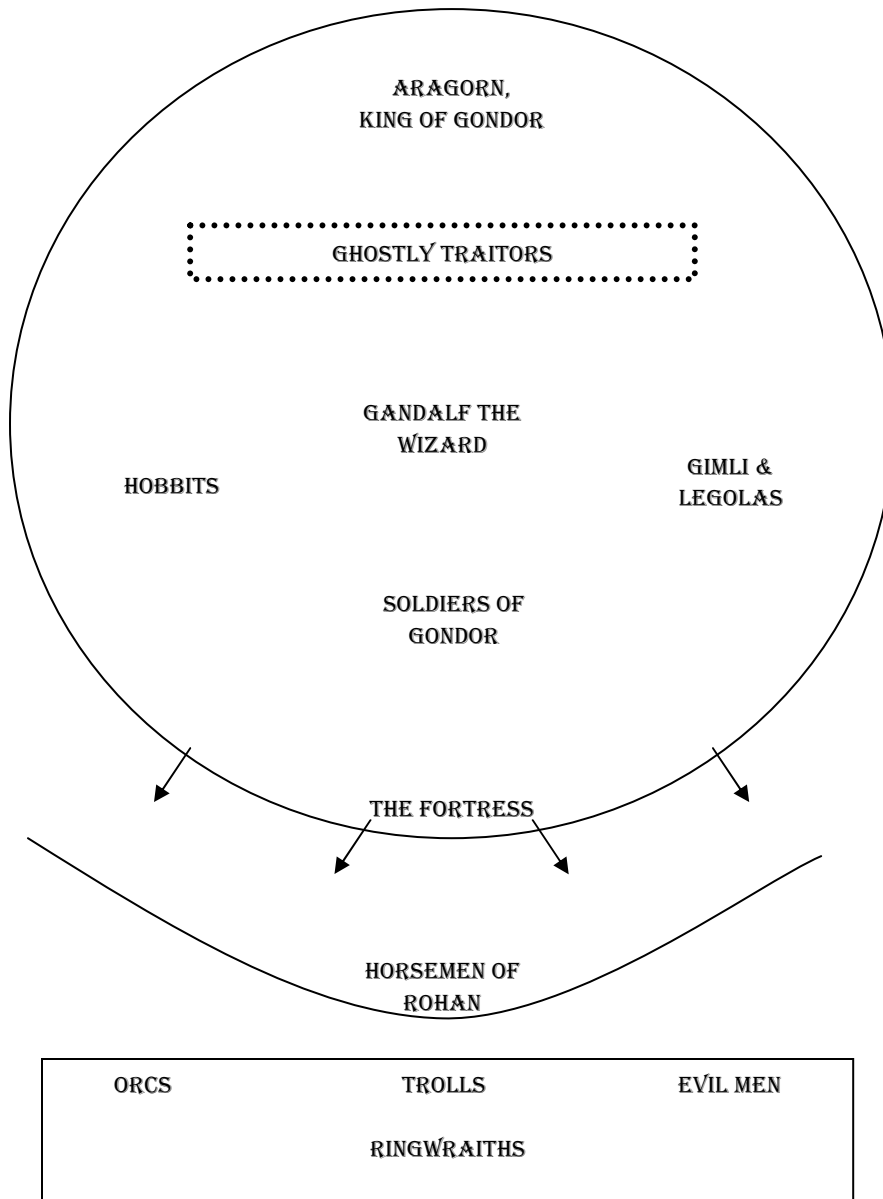 ARAGORN,
KING OF GONDOR
GHOSTLY TRAITORS
GANDALF THE
WIZARD
HOBBITS
GIMLI &
LEGOLAS
SOLDIERS OF
GONDOR
THE FORTRESS
HORSEMEN OF
ROHAN
ORCS
TROLLS
EVIL MEN
RINGWRAITHS